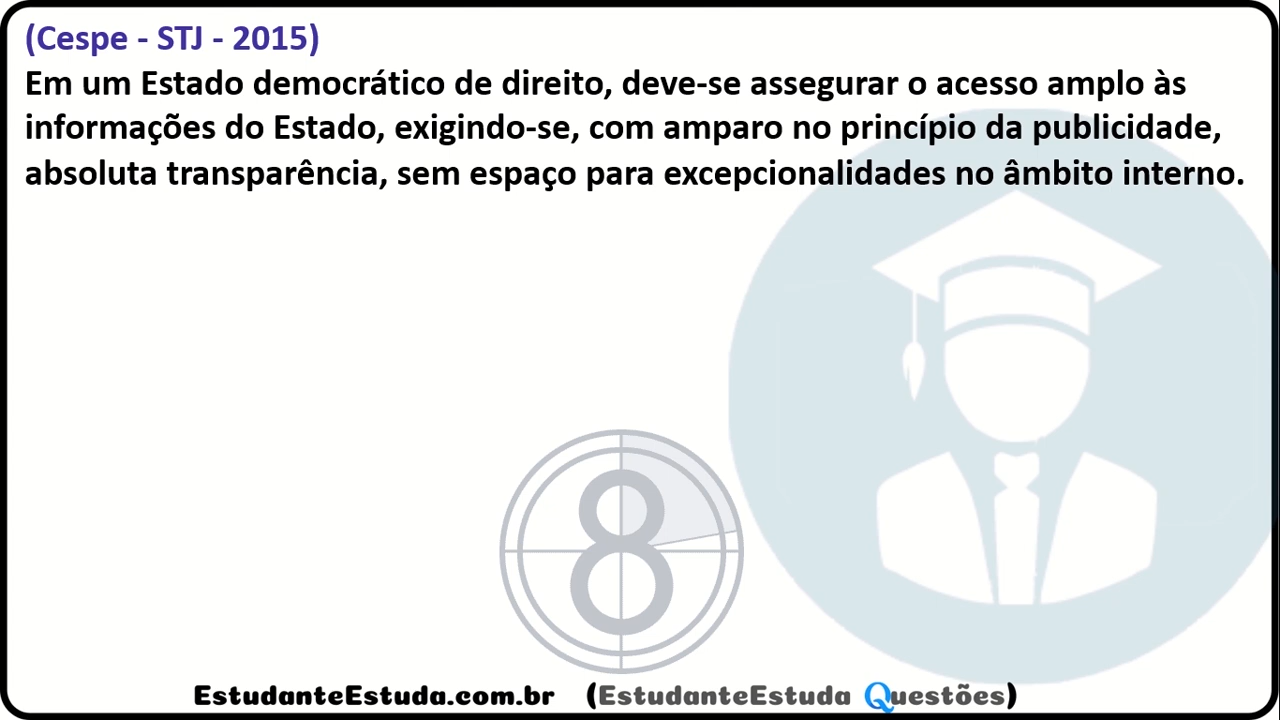 (Cespe - STJ - 2015)
Em um Estado democrático de direito, deve-se assegurar o acesso amplo às
informações do Estado, exigindo-se, com amparo no princípio da publicidade,
absoluta transparência, sem espaço para excepcionalidades no âmbito interno.
8
EstudanteEstuda.com.br (EstudanteEstuda Questões)